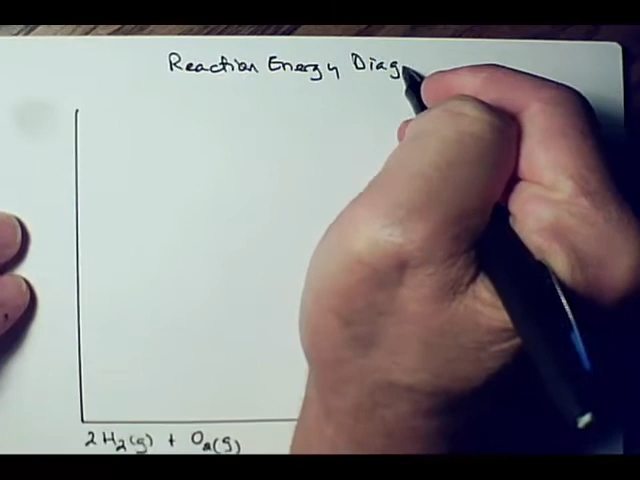 Reaction Energy Diag
2H₂(g) + O₂(g)